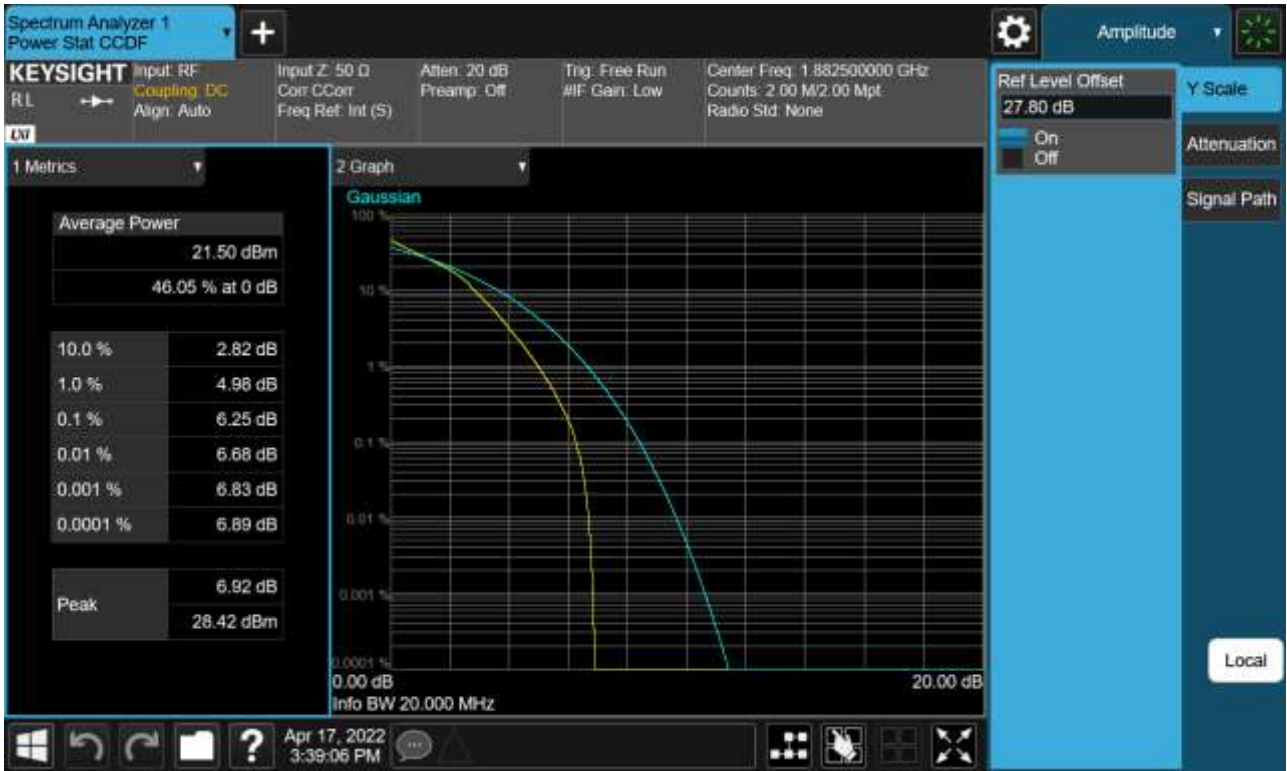 Spectrum Analyzer 1
Power Stat CCDF
+
Amplitude
KEYSIGHT
RL
LXI
Input: RF
Coupling: DC
Align: Auto
Input Z: 50 Ω
Corr CCorr
Freq Ref: Int (S)
Atten: 20 dB
Preamp: Off
Trig: Free Run
#IF Gain: Low
Center Freq: 1.882500000 GHz
Counts: 2.00 M/2.00 Mpt
Radio Std: None
Ref Level Offset
27.80 dB
On
Off
Y Scale
Attenuation
Signal Path
Local
1 Metrics
Average Power
21.50 dBm
46.05 % at 0 dB
10.0 % 2.82 dB
1.0 % 4.98 dB
0.1 % 6.25 dB
0.01 % 6.68 dB
0.001 % 6.83 dB
0.0001 % 6.89 dB
Peak
6.92 dB
28.42 dBm
2 Graph
Gaussian
100 %
10 %
1 %
0.1 %
0.01 %
0.001 %
0.0001 %
0.00 dB
20.00 dB
Info BW 20.000 MHz
?
Apr 17, 2022
3:39:06 PM